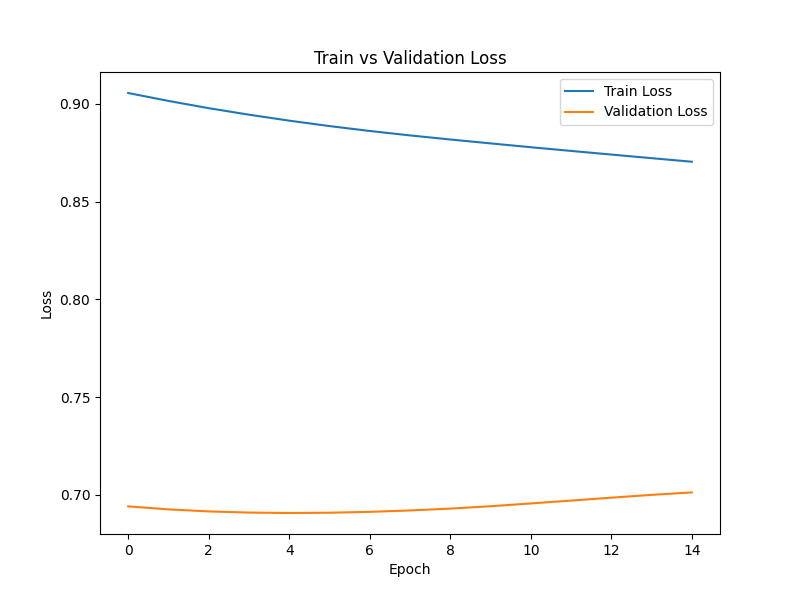 Train vs Validation Loss
Train Loss
Validation Loss
0.90
0.85
0.80
0.75
0.70
Loss
0 2 4 6 8 10 12 14
Epoch